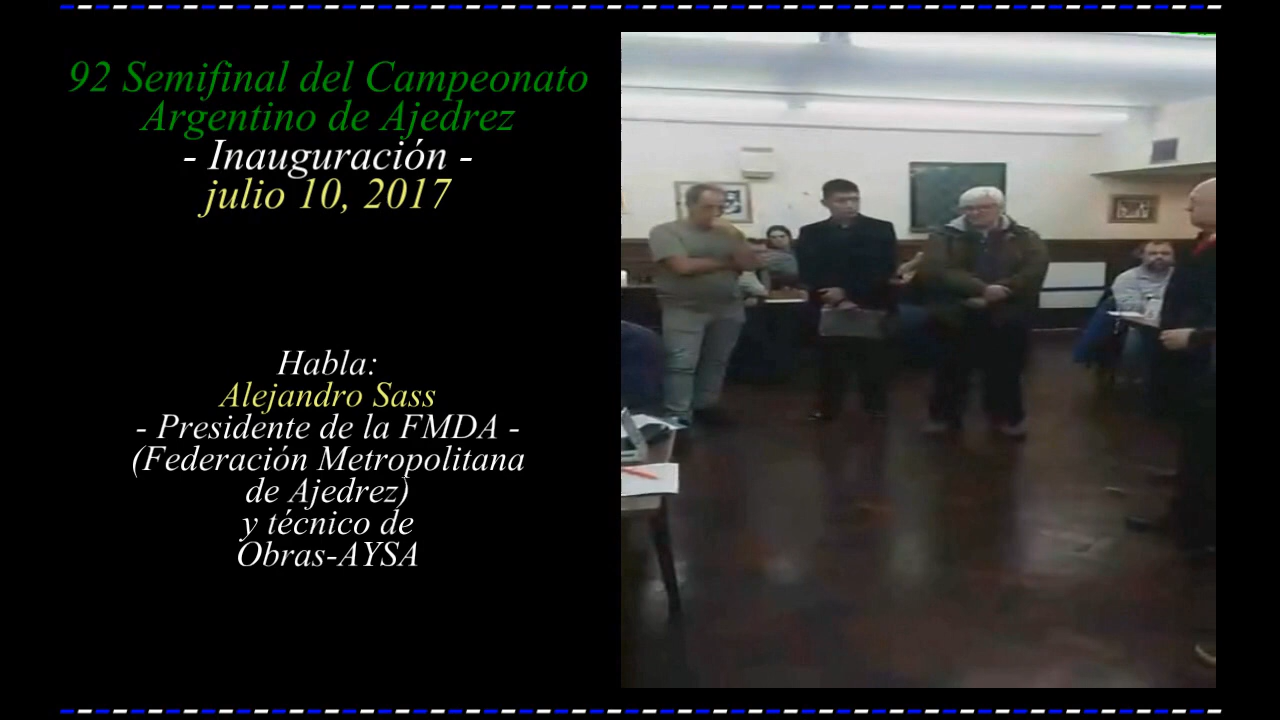 92 Semifinal del Campeonato
Argentino de Ajedrez
- Inauguración -
julio 10, 2017
Habla:
Alejandro Sass
- Presidente de la FMDA -
(Federación Metropolitana
de Ajedrez)
y técnico de
Obras-AYSA